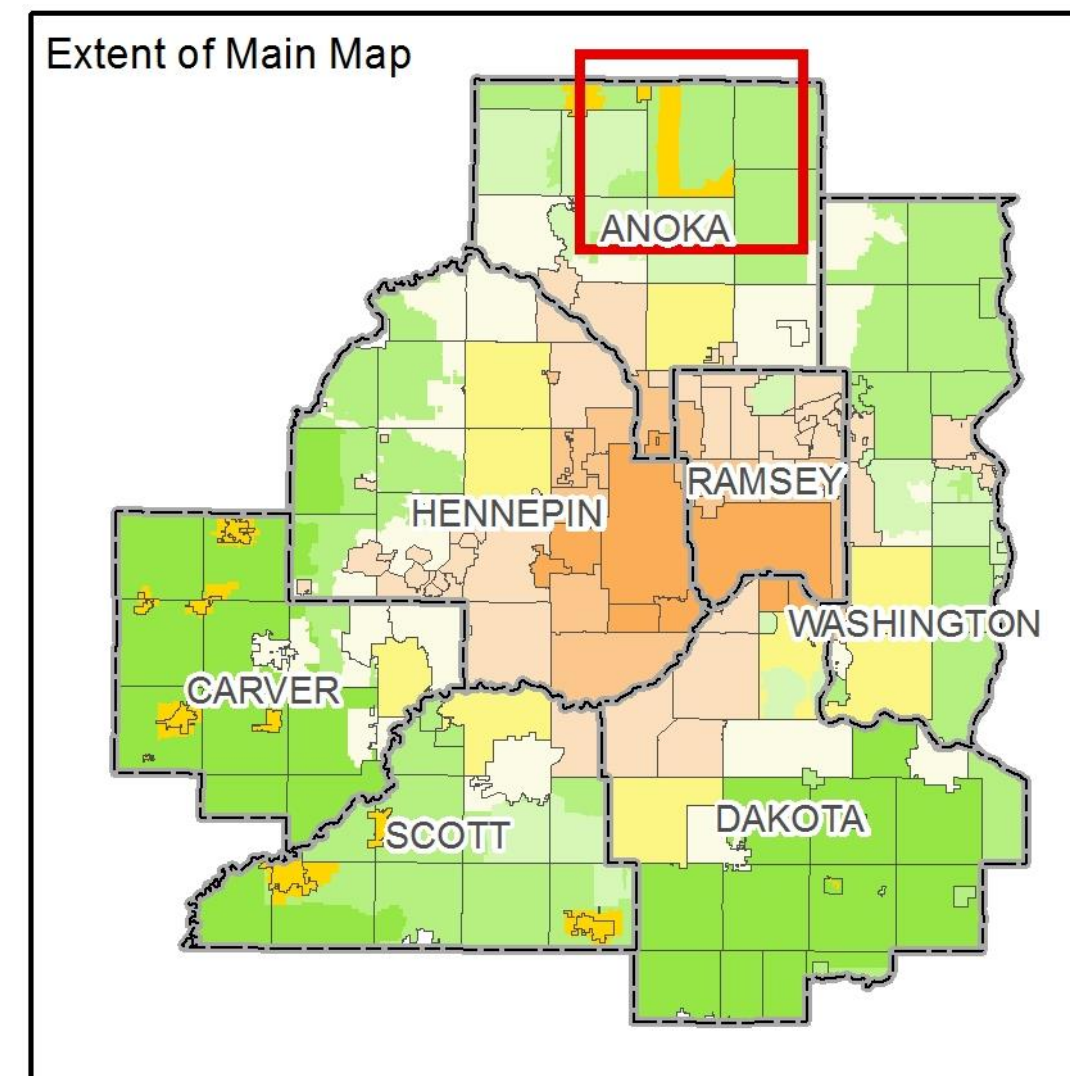 Extent of Main Map
ANOKA
RAMSEY
HENNEPIN
WASHINGTON
CARVER
SCOTT
DAKOTA